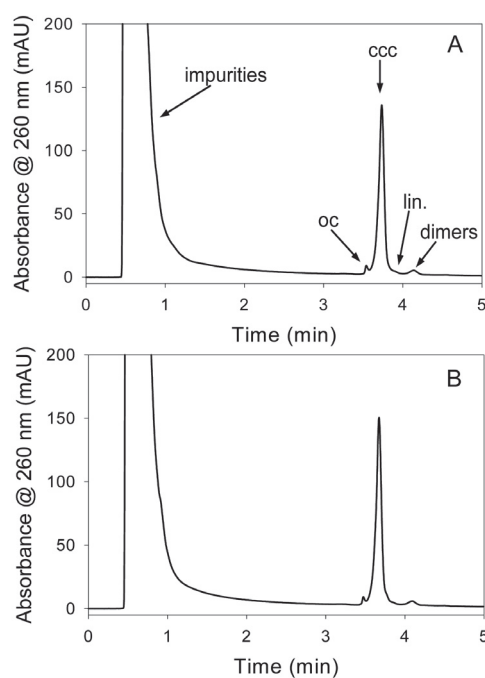 A
Absorbance @ 260 nm (mAU)
200
150
100
50
0
impurities
ccc
oc
lin.
dimers
0 1 2 3 4 5
Time (min)
B
Absorbance @ 260 nm (mAU)
200
150
100
50
0
0 1 2 3 4 5
Time (min)